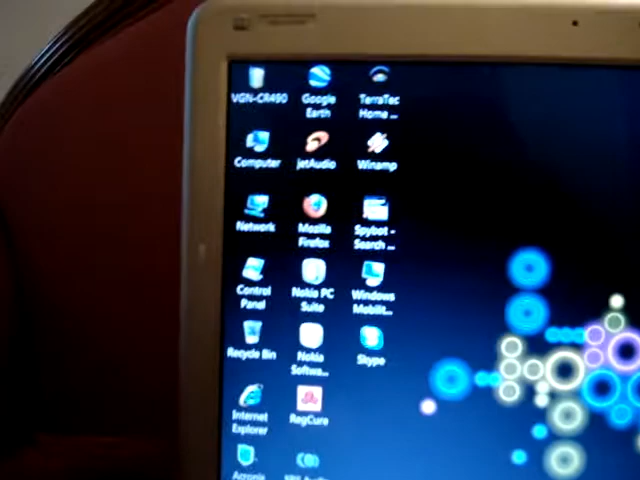 VGN-CR490
Google
Earth
TerraTec
Home ...
Computer
jetAudio
Winamp
Network
Mozilla
Firefox
Spybot -
Search ...
Control
Panel
Nokia PC
Suite
Windows
Mobilit...
Recycle Bin
Nokia
Softwa...
Skype
Internet
Explorer
RegCure
Acronis